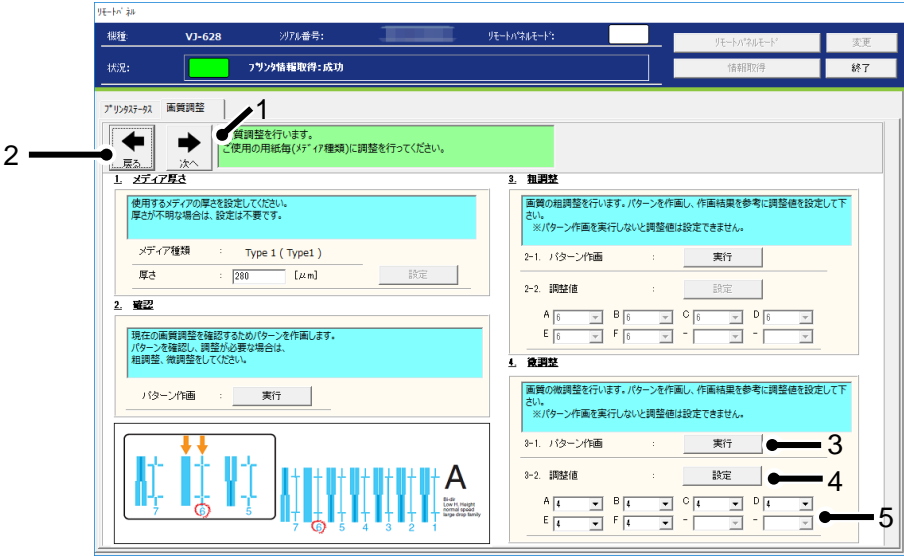 リモートパネル
機種:
VJ-628
シリアル番号:
リモートパネルモード:
リモートパネルモード
変更
状況:
プリンタ情報取得:成功
情報取得
終了
プリンタステータス
画質調整
1
2
戻る
次へ
質調整を行います。
ご使用の用紙毎(メディア種類)に調整を行ってください。
1. メディア厚さ
使用するメディアの厚さを設定してください。
厚さが不明な場合は、設定は不要です。
メディア種類 : Type 1 ( Type1 )
厚さ : 280 [μm] 設定
2. 確認
現在の画質調整を確認するためパターンを作画します。
パターンを確認し、調整が必要な場合は、
粗調整、微調整をしてください。
パターン作画 : 実行
7 6 5
7 6 5 4 3 2 1
A
Bi-dir
Low H. Height
normal speed
large drop family
3. 粗調整
画質の粗調整を行います。パターンを作画し、作画結果を参考に調整値を設定して下
さい。
※パターン作画を実行しないと調整値は設定できません。
2-1. パターン作画 : 実行
2-2. 調整値 : 設定
A 6 B 6 C 6 D 6
E 6 F 6 - -
4. 微調整
画質の微調整を行います。パターンを作画し、作画結果を参考に調整値を設定して下
さい。
※パターン作画を実行しないと調整値は設定できません。
3-1. パターン作画 : 実行
3
3-2. 調整値 : 設定
4
A 4 B 4 C 4 D 4
E 4 F 4 - -
5